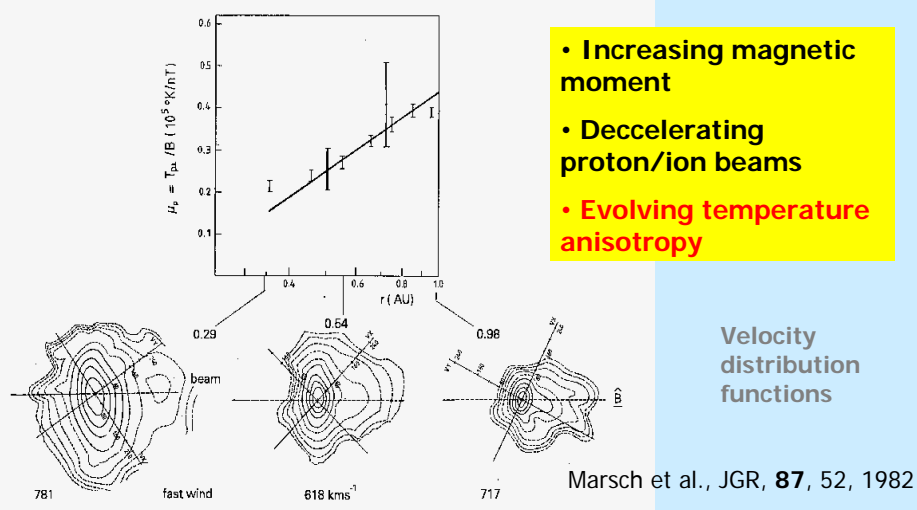 0.6
0.5
0.4
0.3
0.2
0.1
μp = Tp⊥ /B ( 10⁵ °K/nT )
0.4 0.6 0.8 1.0
r ( AU )
0.29
0.54
0.98
beam
B̂
781
fast wind
618 kms⁻¹
717
• Increasing magnetic
moment
• Deccelerating
proton/ion beams
• Evolving temperature
anisotropy
Velocity
distribution
functions
Marsch et al., JGR, 87, 52, 1982